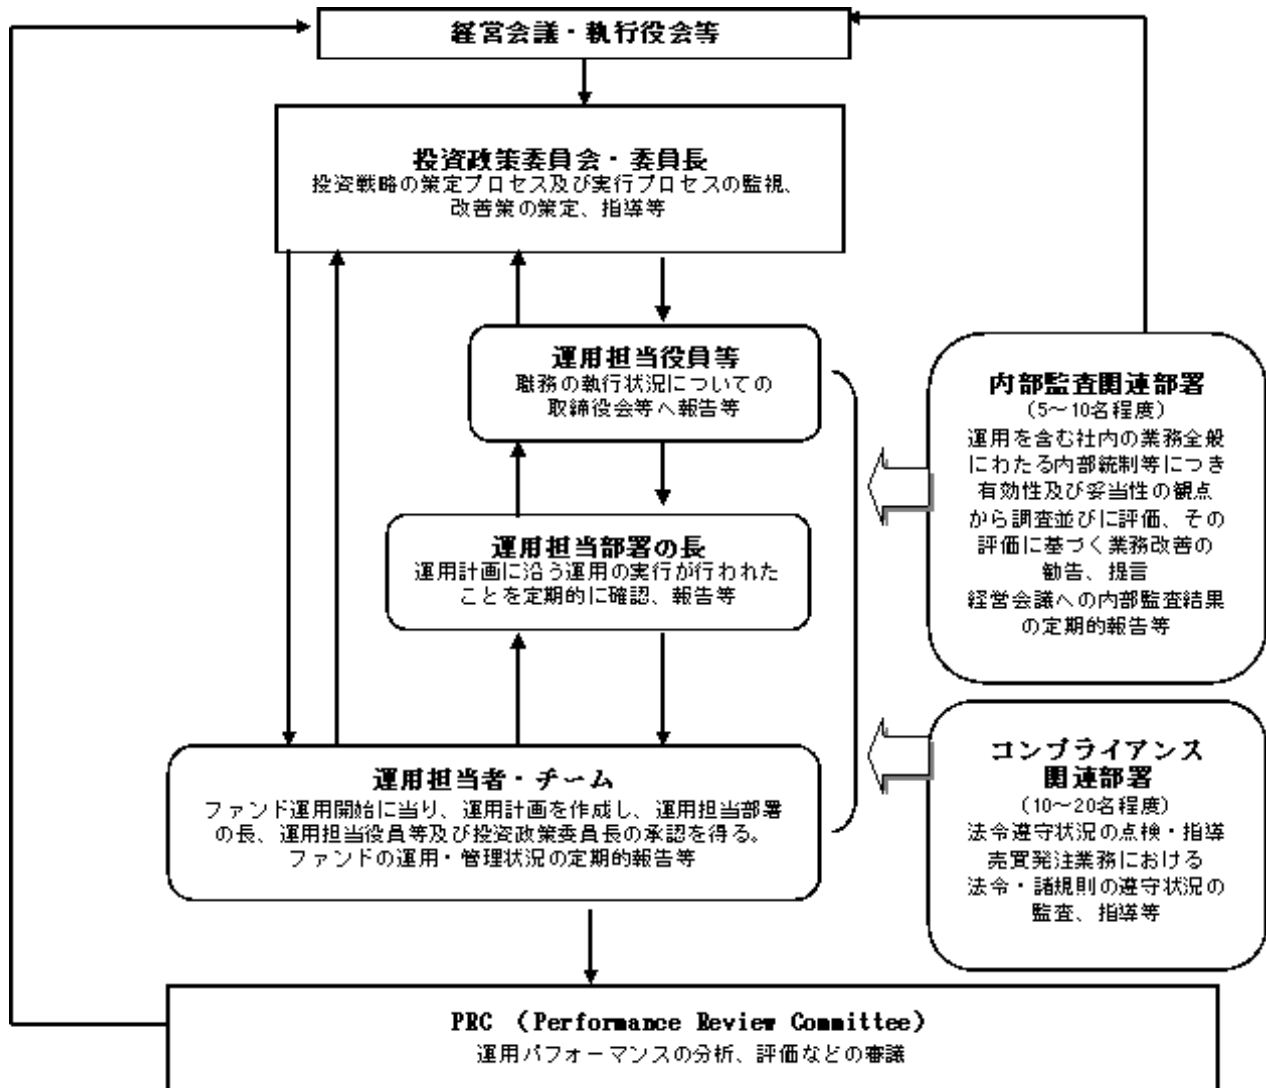 経営会議・執行役会等
投資政策委員会・委員長
投資戦略の策定プロセス及び実行プロセスの監視、
改善策の策定、指導等
運用担当役員等
職務の執行状況についての
取締役会等へ報告等
運用担当部署の長
運用計画に沿う運用の実行が行われた
ことを定期的に確認、報告等
運用担当者・チーム
ファンド運用開始に当り、運用計画を作成し、運用担当部署
の長、運用担当役員等及び投資政策委員長の承認を得る。
ファンドの運用・管理状況の定期的報告等
内部監査関連部署
（5〜10名程度）
運用を含む社内の業務全般
にわたる内部統制等につき
有効性及び妥当性の観点
から調査並びに評価、その
評価に基づく業務改善の
勧告、提言
経営会議への内部監査結果
の定期的報告等
コンプライアンス
関連部署
（10〜20名程度）
法令遵守状況の点検・指導
売買発注業務における
法令・諸規則の遵守状況の
監査、指導等
PRC （Performance Review Committee）
運用パフォーマンスの分析、評価などの審議